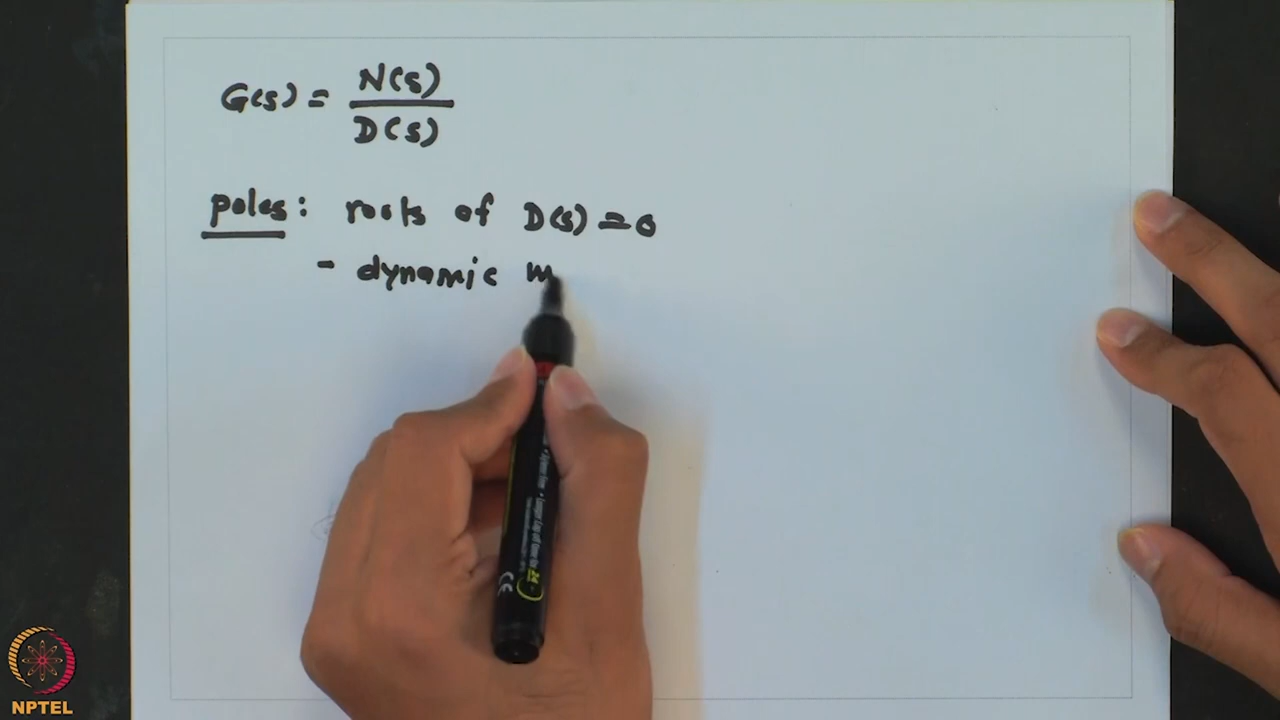 G(s) = N(s) / D(s)
poles: roots of D(s) = 0
- dynamic m
NPTEL